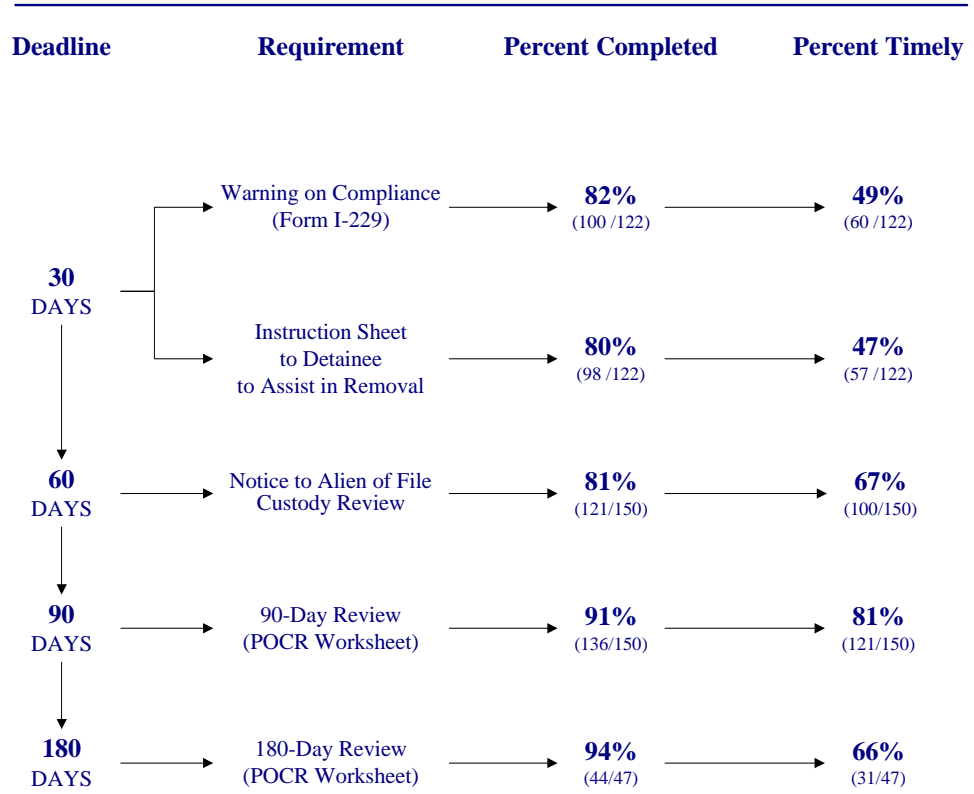 Deadline Requirement Percent Completed Percent Timely
Warning on Compliance
(Form I-229)
82%
(100 /122)
49%
(60 /122)
30
DAYS
Instruction Sheet
to Detainee
to Assist in Removal
80%
(98 /122)
47%
(57 /122)
60
DAYS
Notice to Alien of File
Custody Review
81%
(121/150)
67%
(100/150)
90
DAYS
90-Day Review
(POCR Worksheet)
91%
(136/150)
81%
(121/150)
180
DAYS
180-Day Review
(POCR Worksheet)
94%
(44/47)
66%
(31/47)